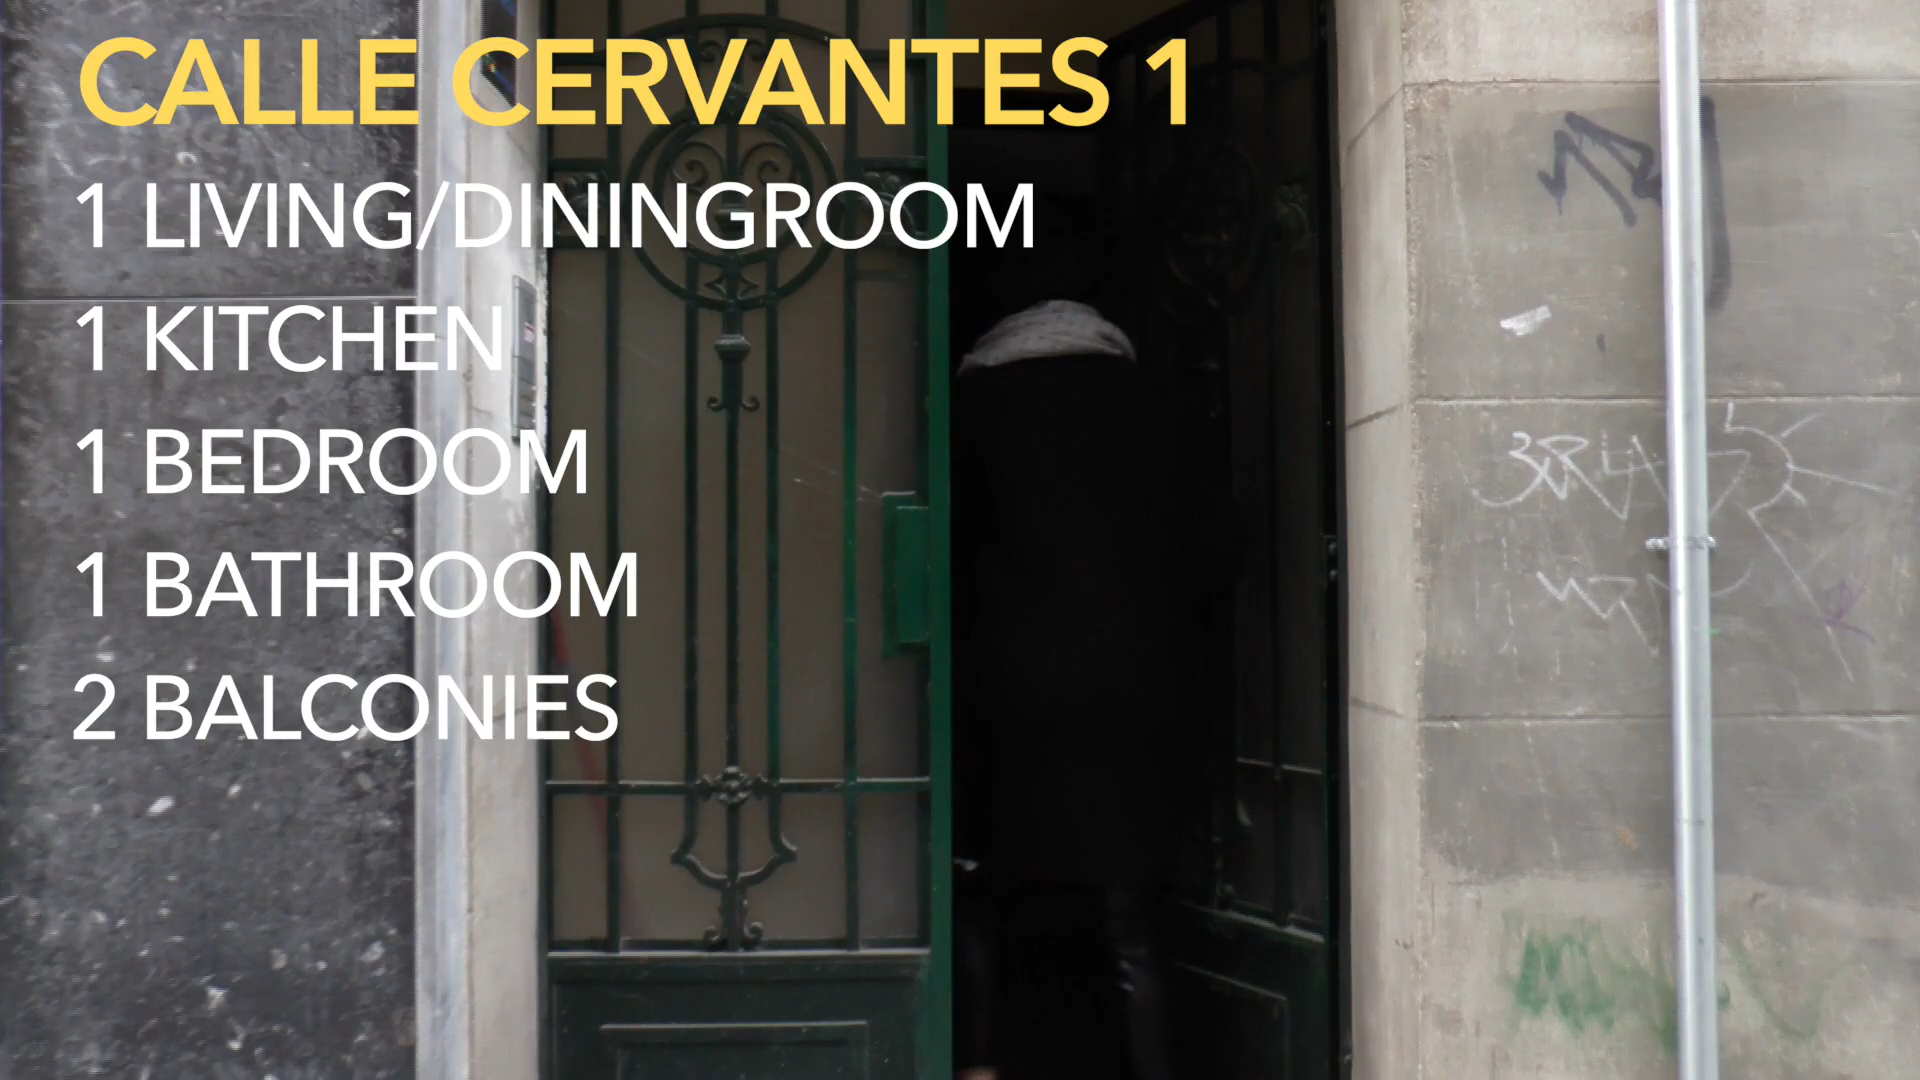 CALLE CERVANTES 1
1 LIVING/DININGROOM
1 KITCHEN
1 BEDROOM
1 BATHROOM
2 BALCONIES